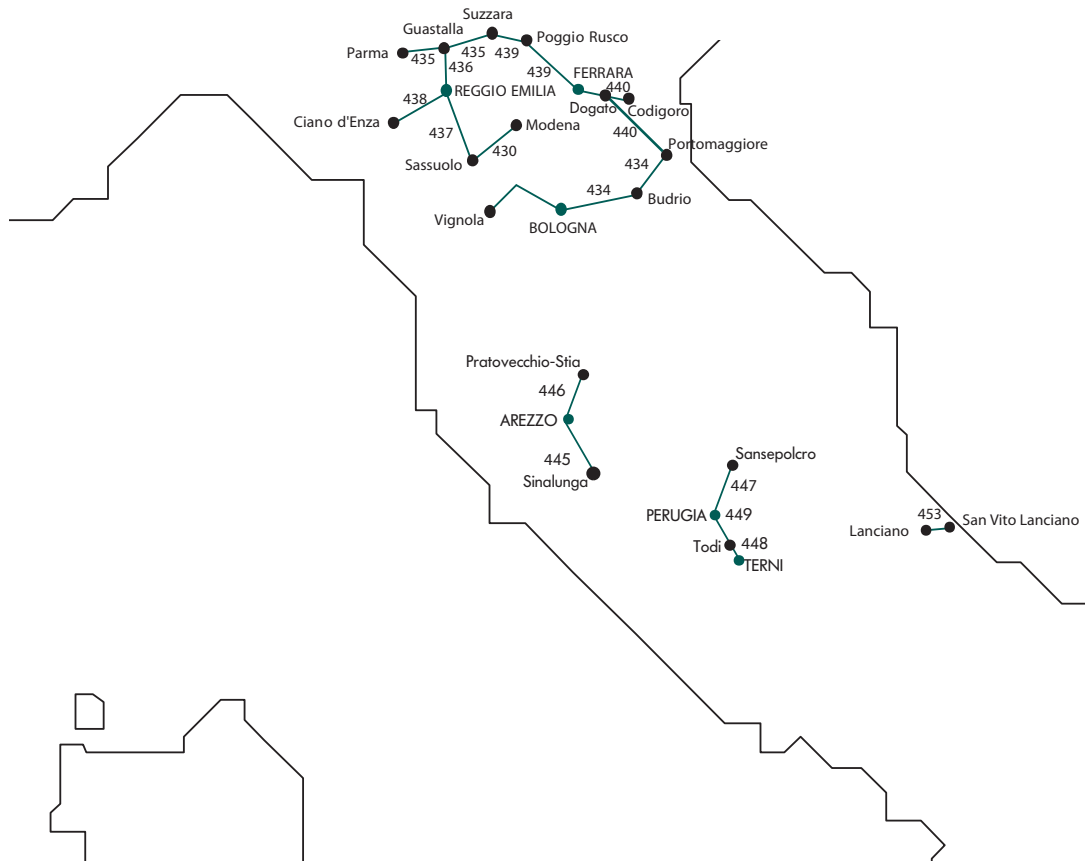 Suzzara
Guastalla
Poggio Rusco
Parma
435
435
439
436
439
FERRARA
440
REGGIO EMILIA
438
Dogato
Codigoro
Ciano d'Enza
Modena
437
440
430
Portomaggiore
Sassuolo
434
434
Budrio
Vignola
BOLOGNA
Pratovecchio-Stia
446
AREZZO
445
Sinalunga
Sansepolcro
447
PERUGIA
449
453
San Vito Lanciano
Lanciano
Todi
448
TERNI